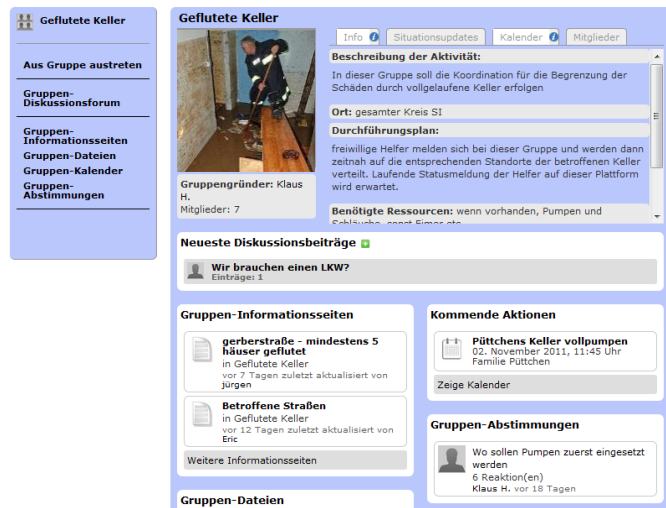 Geflutete Keller
Aus Gruppe austreten
Gruppen-
Diskussionsforum
Gruppen-
Informationsseiten
Gruppen-Dateien
Gruppen-Kalender
Gruppen-
Abstimmungen
Geflutete Keller
Info Situationsupdates Kalender Mitglieder
Beschreibung der Aktivität:
In dieser Gruppe soll die Koordination für die Begrenzung der
Schäden durch vollgelaufene Keller erfolgen
Ort: gesamter Kreis SI
Durchführungsplan:
freiwillige Helfer melden sich bei dieser Gruppe und werden dann
zeitnah auf die entsprechenden Standorte der betroffenen Keller
verteilt. Laufende Statusmeldung der Helfer auf dieser Plattform
wird erwartet.
Benötigte Ressourcen: wenn vorhanden, Pumpen und
Schläuche, sonst Eimer etc.
Gruppengründer: Klaus
H.
Mitglieder: 7
Neueste Diskussionsbeiträge
Wir brauchen einen LKW?
Einträge: 1
Gruppen-Informationsseiten
gerberstraße - mindestens 5
häuser geflutet
in Geflutete Keller
vor 7 Tagen zuletzt aktualisiert von
jürgen
Betroffene Straßen
in Geflutete Keller
vor 12 Tagen zuletzt aktualisiert von
Eric
Weitere Informationsseiten
Gruppen-Dateien
Kommende Aktionen
Püttchens Keller vollpumpen
02. November 2011, 11:45 Uhr
Familie Püttchen
Zeige Kalender
Gruppen-Abstimmungen
Wo sollen Pumpen zuerst eingesetzt
werden
6 Reaktion(en)
Klaus H. vor 18 Tagen